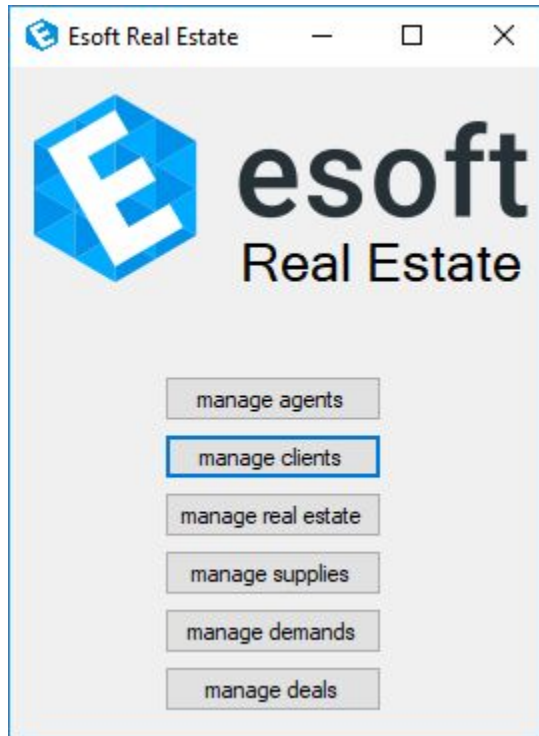 Esoft Real Estate
E esoft
Real Estate
manage agents
manage clients
manage real estate
manage supplies
manage demands
manage deals